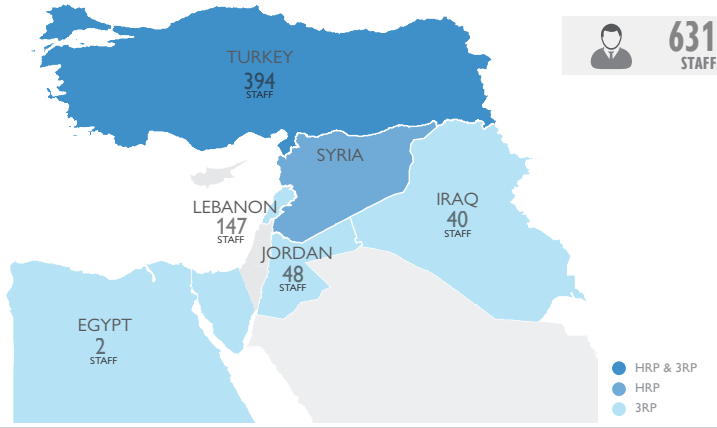 631
STAFF
TURKEY
394
STAFF
SYRIA
LEBANON
147
STAFF
IRAQ
40
STAFF
JORDAN
48
STAFF
EGYPT
2
STAFF
HRP & 3RP
HRP
3RP